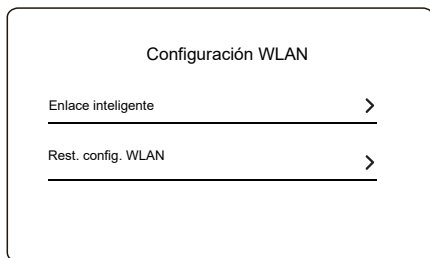 Configuración WLAN
Enlace inteligente
Rest. config. WLAN